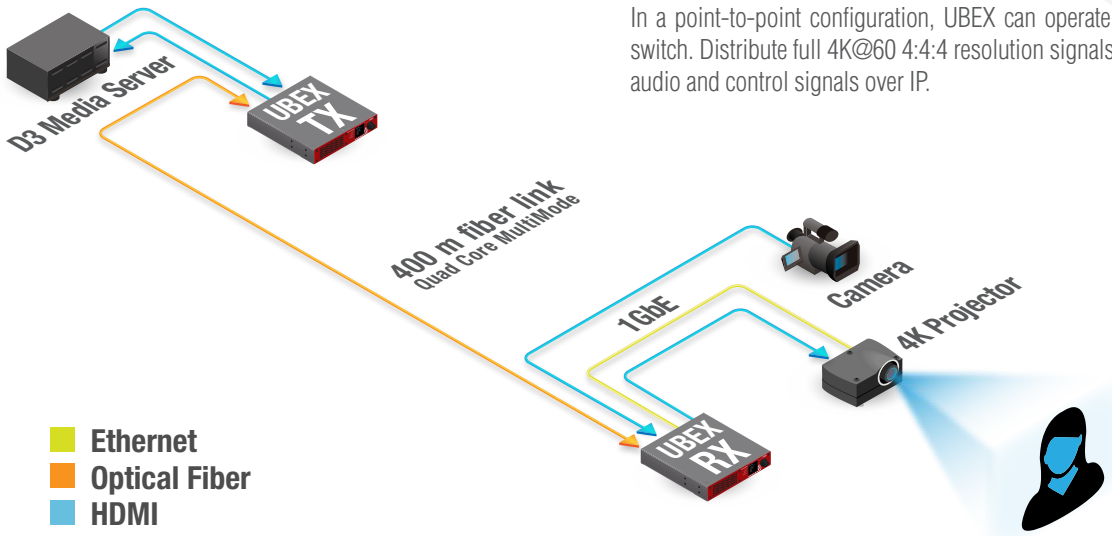 In a point-to-point configuration, UBEX can operate
switch. Distribute full 4K@60 4:4:4 resolution signals
audio and control signals over IP.
D3 Media Server
UBEX
TX
400 m fiber link
Quad Core MultiMode
Camera
1GbE
4K Projector
UBEX
RX
Ethernet
Optical Fiber
HDMI